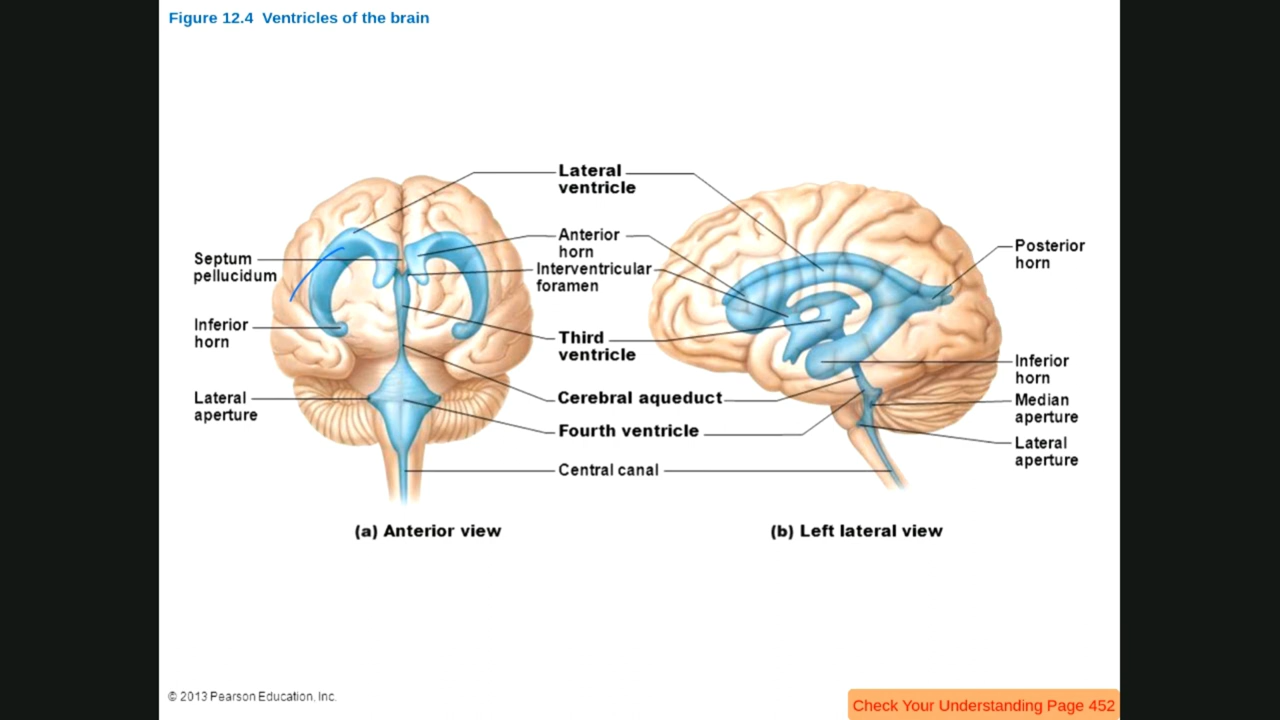 Figure 12.4 Ventricles of the brain
Lateral
ventricle
Septum
pellucidum
Anterior
horn
Interventricular
foramen
Posterior
horn
Inferior
horn
Third
ventricle
Inferior
horn
Lateral
aperture
Cerebral aqueduct
Median
aperture
Fourth ventricle
Lateral
aperture
Central canal
(a) Anterior view
(b) Left lateral view
© 2013 Pearson Education, Inc.
Check Your Understanding Page 452